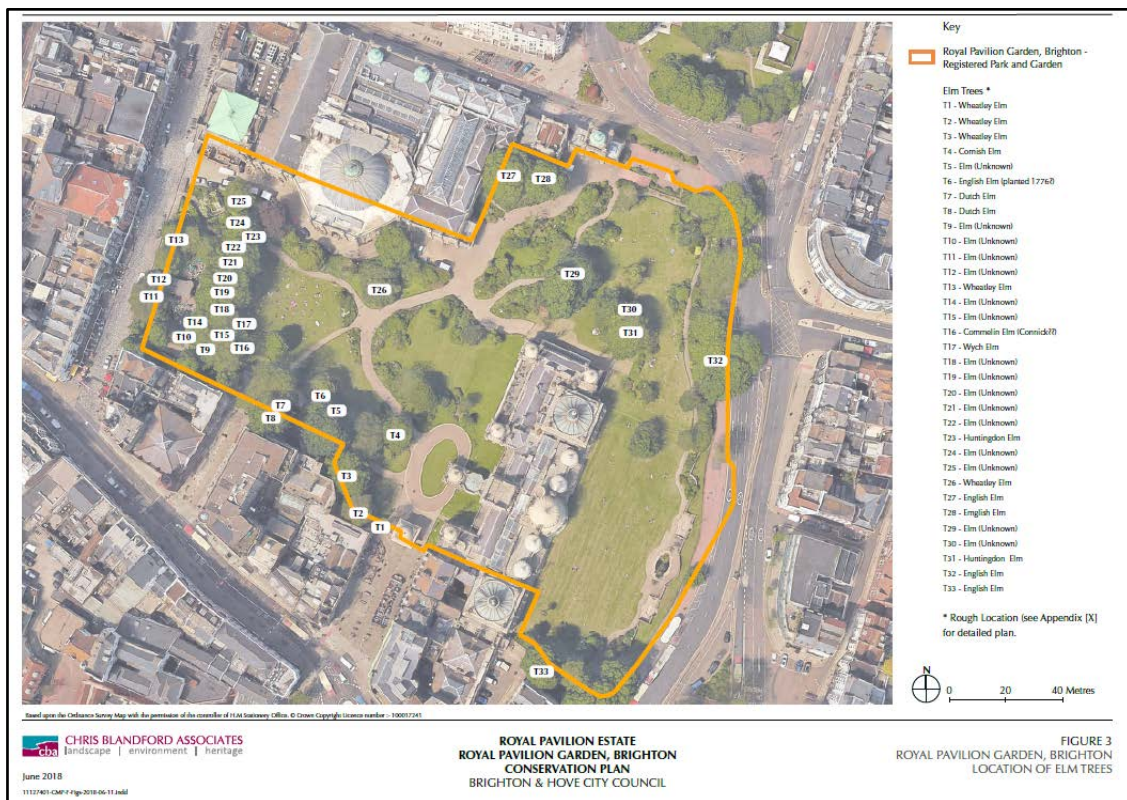 Key
Royal Pavilion Garden, Brighton -
Registered Park and Garden
Elm Trees *
T1 - Wheatley Elm
T2 - Wheatley Elm
T3 - Wheatley Elm
T4 - Cornish Elm
T5 - Elm (Unknown)
T6 - English Elm (planted 1776?)
T7 - Dutch Elm
T8 - Dutch Elm
T9 - Elm (Unknown)
T10 - Elm (Unknown)
T11 - Elm (Unknown)
T12 - Elm (Unknown)
T13 - Wheatley Elm
T14 - Elm (Unknown)
T15 - Elm (Unknown)
T16 - Commelin Elm (Connick??)
T17 - Wych Elm
T18 - Elm (Unknown)
T19 - Elm (Unknown)
T20 - Elm (Unknown)
T21 - Elm (Unknown)
T22 - Elm (Unknown)
T23 - Huntingdon Elm
T24 - Elm (Unknown)
T25 - Elm (Unknown)
T26 - Wheatley Elm
T27 - English Elm
T28 - English Elm
T29 - Elm (Unknown)
T30 - Elm (Unknown)
T31 - Huntingdon Elm
T32 - English Elm
T33 - English Elm
* Rough Location (see Appendix [X]
for detailed plan.
N
0 20 40 Metres
T27
T28
T25
T24
T23
T13
T22
T21
T29
T12
T20
T26
T11
T19
T30
T18
T14
T17
T31
T10
T15
T9
T16
T32
T6
T7
T5
T8
T4
T3
T2
T1
T33
Based upon the Ordnance Survey Map with the permission of the controller of H.M Stationery Office. © Crown Copyright Licence number :- 100017241
cba CHRIS BLANDFORD ASSOCIATES
landscape | environment | heritage
June 2018
11127401-CMP-F-Figs-2018-06-11.indd
ROYAL PAVILION ESTATE
ROYAL PAVILION GARDEN, BRIGHTON
CONSERVATION PLAN
BRIGHTON & HOVE CITY COUNCIL
FIGURE 3
ROYAL PAVILION GARDEN, BRIGHTON
LOCATION OF ELM TREES